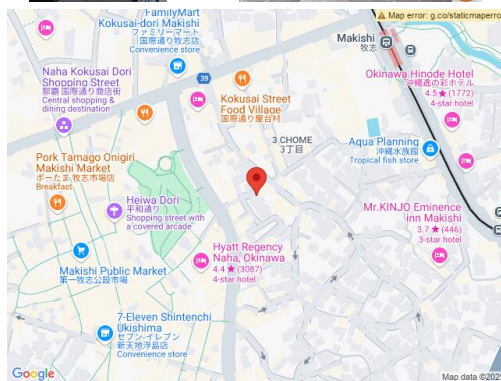 FamilyMart
Kokusai-dori Makishi
ファミリーマート
国際通り牧志店
Convenience store
Map error: g.co/staticmaperro
Makishi
牧志
Naha Kokusai Dori
Shopping Street
那覇 国際通り商店街
Central shopping &
dining destination
39
Kokusai Street
Food Village
国際通り屋台村
Okinawa Hinode Hotel
沖縄逸の彩ホテル
4.5★(1772)
4-star hotel
3 CHOME
3丁目
Aqua Planning
沖縄水族館
Tropical fish store
Pork Tamago Onigiri
Makishi Market
ポーたま 牧志市場店
Breakfast
Heiwa Dori
平和通り
Shopping street with
a covered arcade
Mr.KINJO Eminence
inn Makishi
3.7★(446)
3-star hotel
Hyatt Regency
Naha, Okinawa
4.4★(3087)
4-star hotel
Makishi Public Market
第一牧志公設市場
7-Eleven Shintenchi
Ukishima
セブン-イレブン
新天地浮島店
Convenience store
Google
Map data ©2025